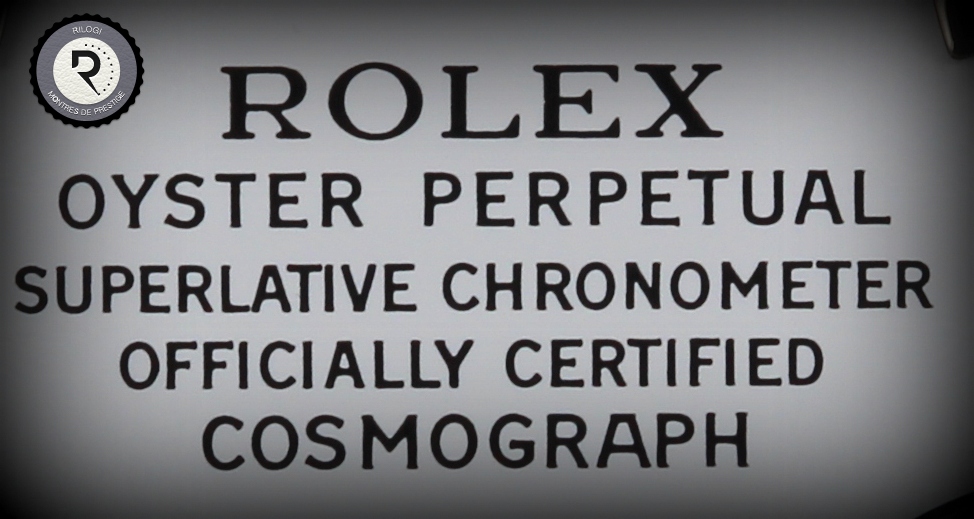 RILOGI
R
MONTRES DE PRESTIGE
ROLEX
OYSTER PERPETUAL
SUPERLATIVE CHRONOMETER
OFFICIALLY CERTIFIED
COSMOGRAPH